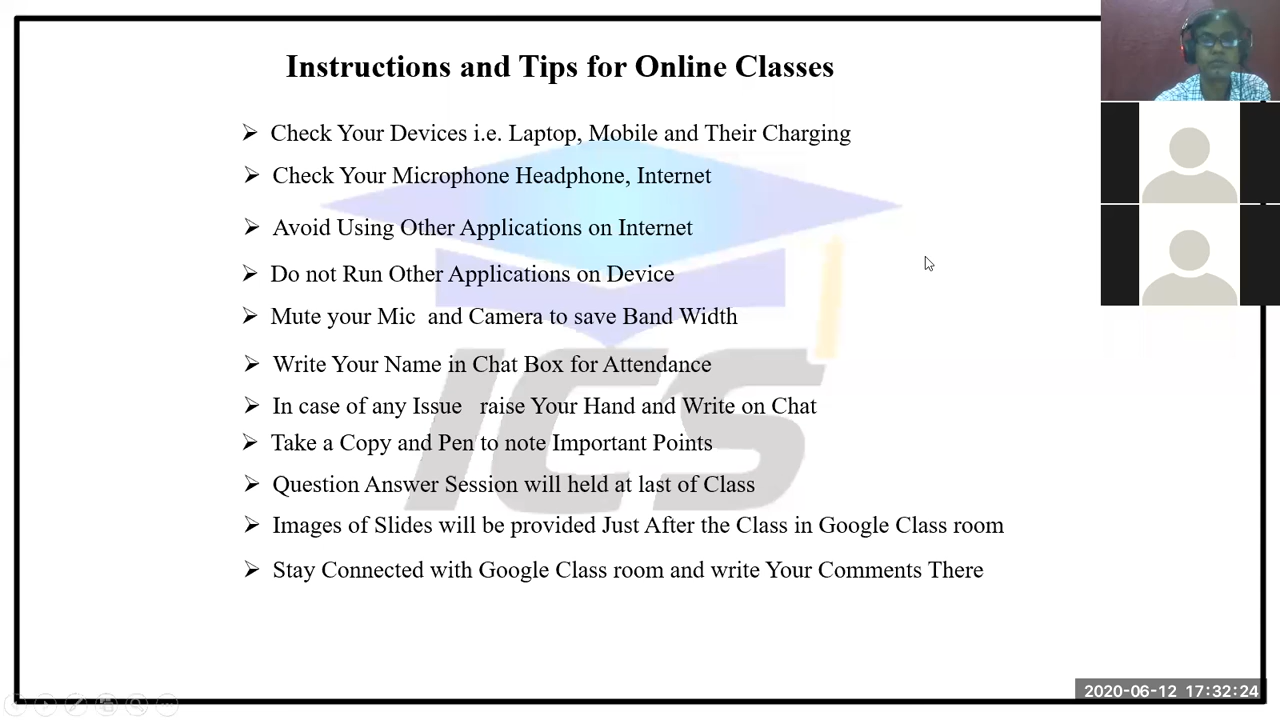 Instructions and Tips for Online Classes
➢ Check Your Devices i.e. Laptop, Mobile and Their Charging
➢ Check Your Microphone Headphone, Internet
➢ Avoid Using Other Applications on Internet
➢ Do not Run Other Applications on Device
➢ Mute your Mic and Camera to save Band Width
➢ Write Your Name in Chat Box for Attendance
➢ In case of any Issue raise Your Hand and Write on Chat
➢ Take a Copy and Pen to note Important Points
➢ Question Answer Session will held at last of Class
➢ Images of Slides will be provided Just After the Class in Google Class room
➢ Stay Connected with Google Class room and write Your Comments There
ICS
2020-06-12 17:32:24